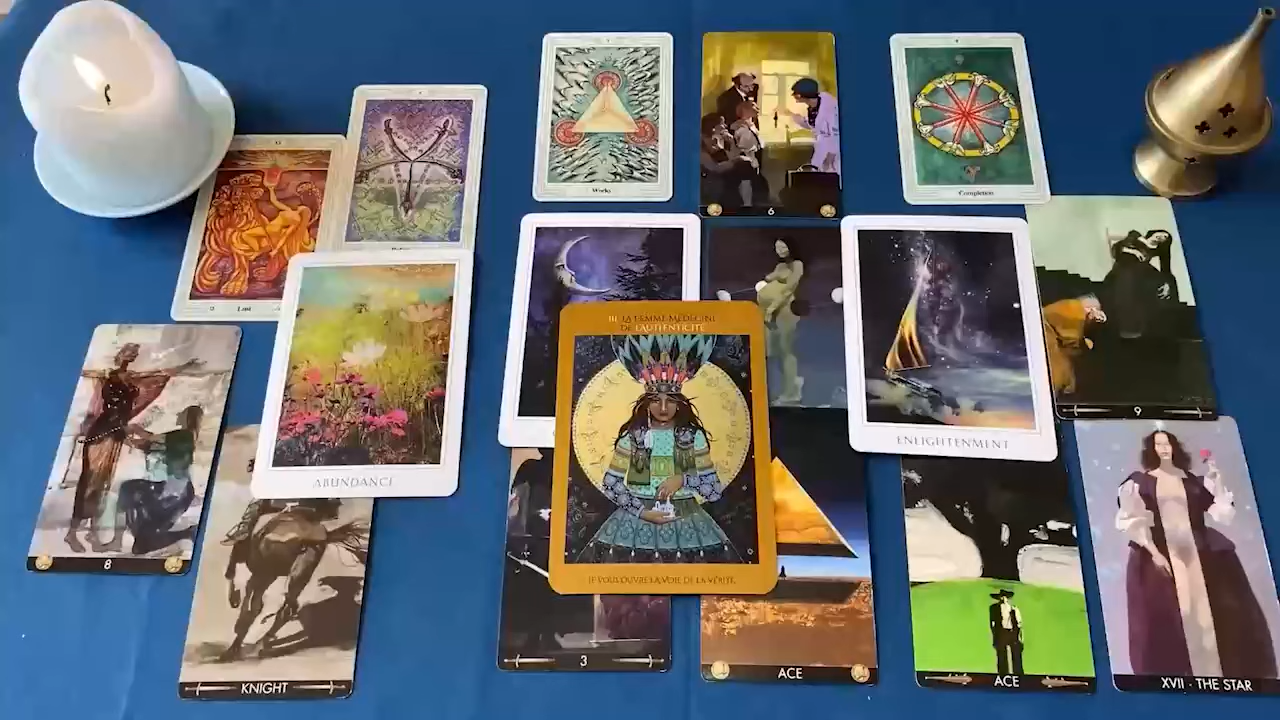 Works
6
Completion
Lust
ABUNDANCE
III. LA FEMME-MÉDECINE
DE L'AUTHENTICITÉ
JE VOUS OUVRE LA VOIE DE LA VÉRITÉ.
ENLIGHTENMENT
9
8
KNIGHT
3
ACE
ACE
XVII - THE STAR